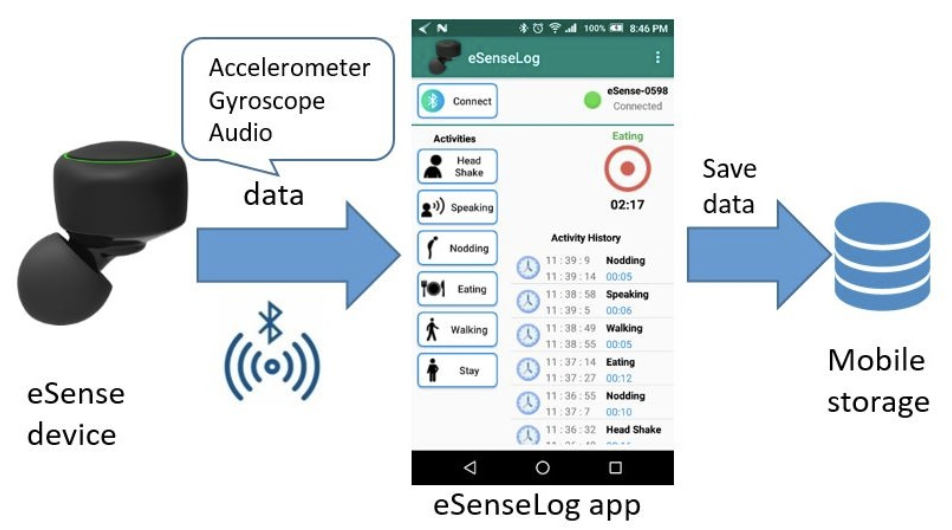 Accelerometer
Gyroscope
Audio
data
eSense
device
100% 8:46 PM
eSenseLog
Connect
eSense-0598
Connected
Activities
Head
Shake
Speaking
Nodding
Eating
Walking
Stay
Eating
02:17
Activity History
11 : 39 : 9 Nodding
11 : 39 : 14 00:05
11 : 38 : 58 Speaking
11 : 39 : 5 00:06
11 : 38 : 49 Walking
11 : 38 : 55 00:05
11 : 37 : 14 Eating
11 : 37 : 27 00:12
11 : 36 : 55 Nodding
11 : 37 : 7 00:10
11 : 36 : 32 Head Shake
eSenseLog app
Save
data
Mobile
storage